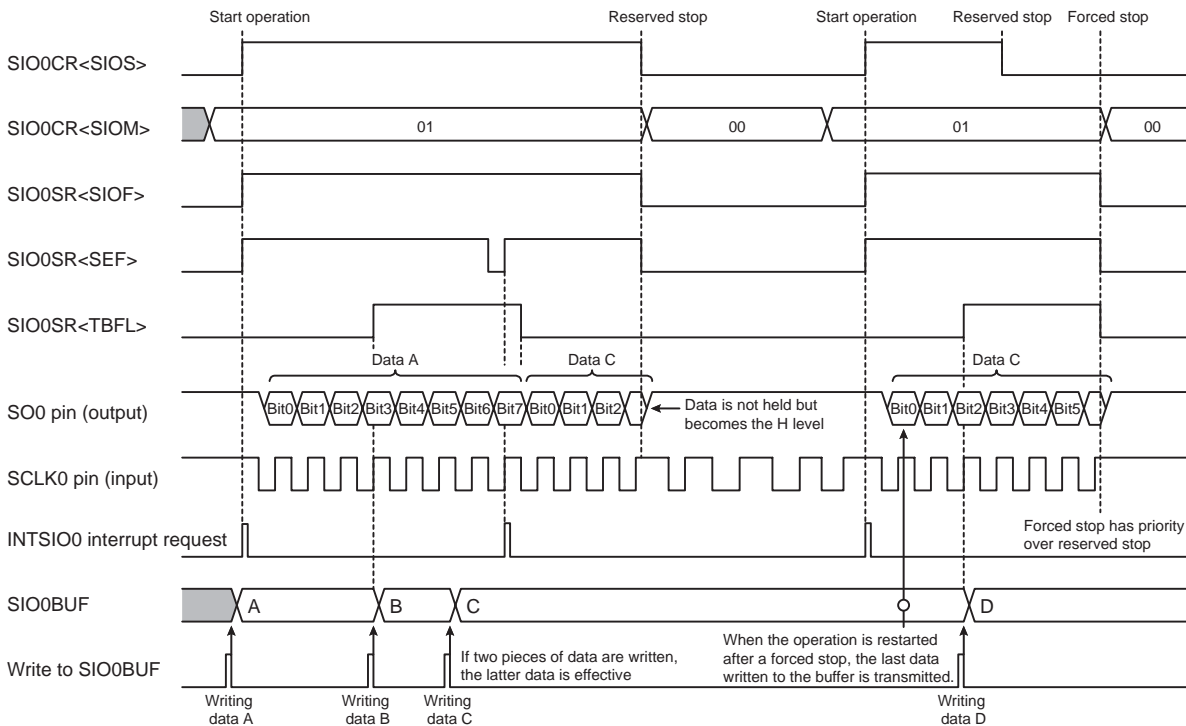 Start operation Reserved stop Start operation Reserved stop Forced stop
SIO0CR<SIOS>
SIO0CR<SIOM> 01 00 01 00
SIO0SR<SIOF>
SIO0SR<SEF>
SIO0SR<TBFL>
Data A Data C Data C
SO0 pin (output) Bit0 Bit1 Bit2 Bit3 Bit4 Bit5 Bit6 Bit7 Bit0 Bit1 Bit2 Bit0 Bit1 Bit2 Bit3 Bit4 Bit5
Data is not held but
becomes the H level
SCLK0 pin (input)
INTSIO0 interrupt request
Forced stop has priority
over reserved stop
SIO0BUF A B C D
Write to SIO0BUF
If two pieces of data are written,
the latter data is effective
When the operation is restarted
after a forced stop, the last data
written to the buffer is transmitted.
Writing
data A
Writing
data B
Writing
data C
Writing
data D